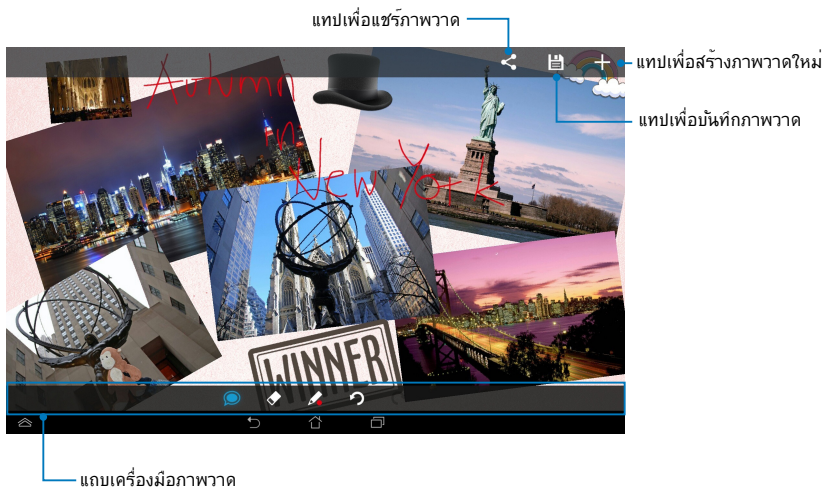 แทปเพื่อแชร์ภาพวาด
แทปเพื่อสร้างภาพวาดใหม่
แทปเพื่อบันทึกภาพวาด
Autumn
in
New York
WINNER
แถบเครื่องมือภาพวาด